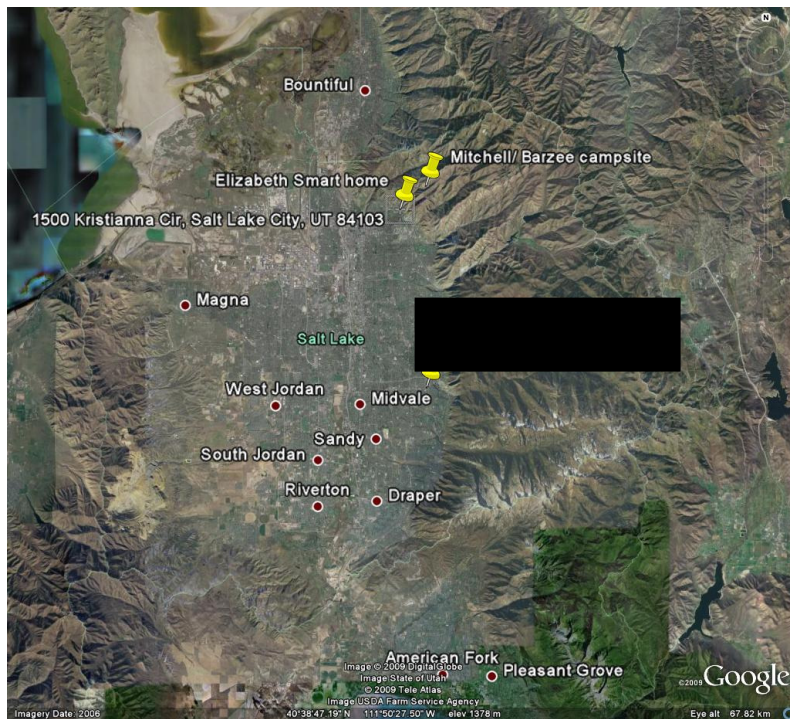 N
Bountiful
Mitchell/ Barzee campsite
Elizabeth Smart home
1500 Kristianna Cir, Salt Lake City, UT 84103
Magna
Salt Lake
West Jordan
Midvale
Sandy
South Jordan
Riverton
Draper
American Fork
Image © 2009 DigitalGlobe
Image State of Utah
© 2009 Tele Atlas
Image USDA Farm Service Agency
Pleasant Grove
©2009 Google
Imagery Date: 2006
40°38'47.19" N 111°50'27.50" W elev 1378 m
Eye alt 67.82 km